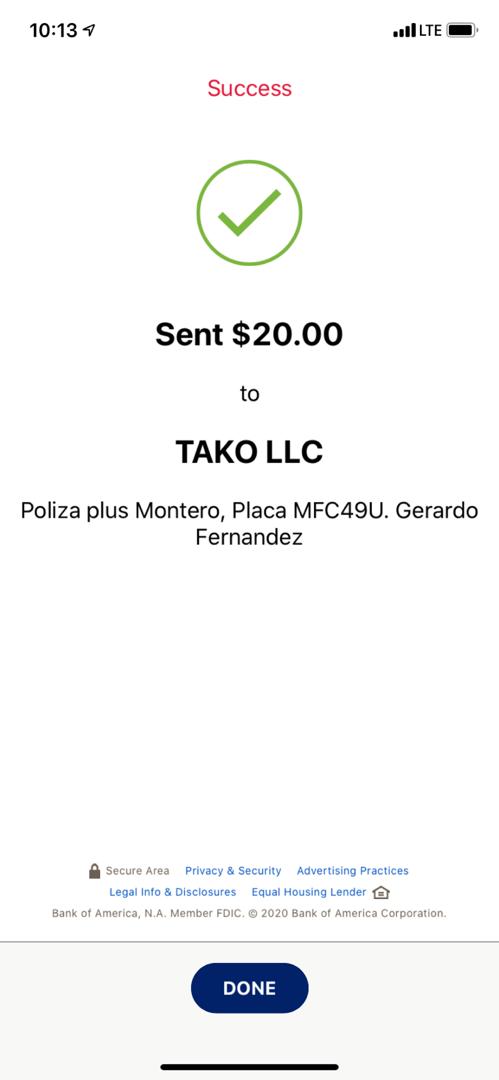 10:13 LTE
Success
Sent $20.00
to
TAKO LLC
Poliza plus Montero, Placa MFC49U. Gerardo
Fernandez
Secure Area Privacy & Security Advertising Practices
Legal Info & Disclosures Equal Housing Lender
Bank of America, N.A. Member FDIC. © 2020 Bank of America Corporation.
DONE